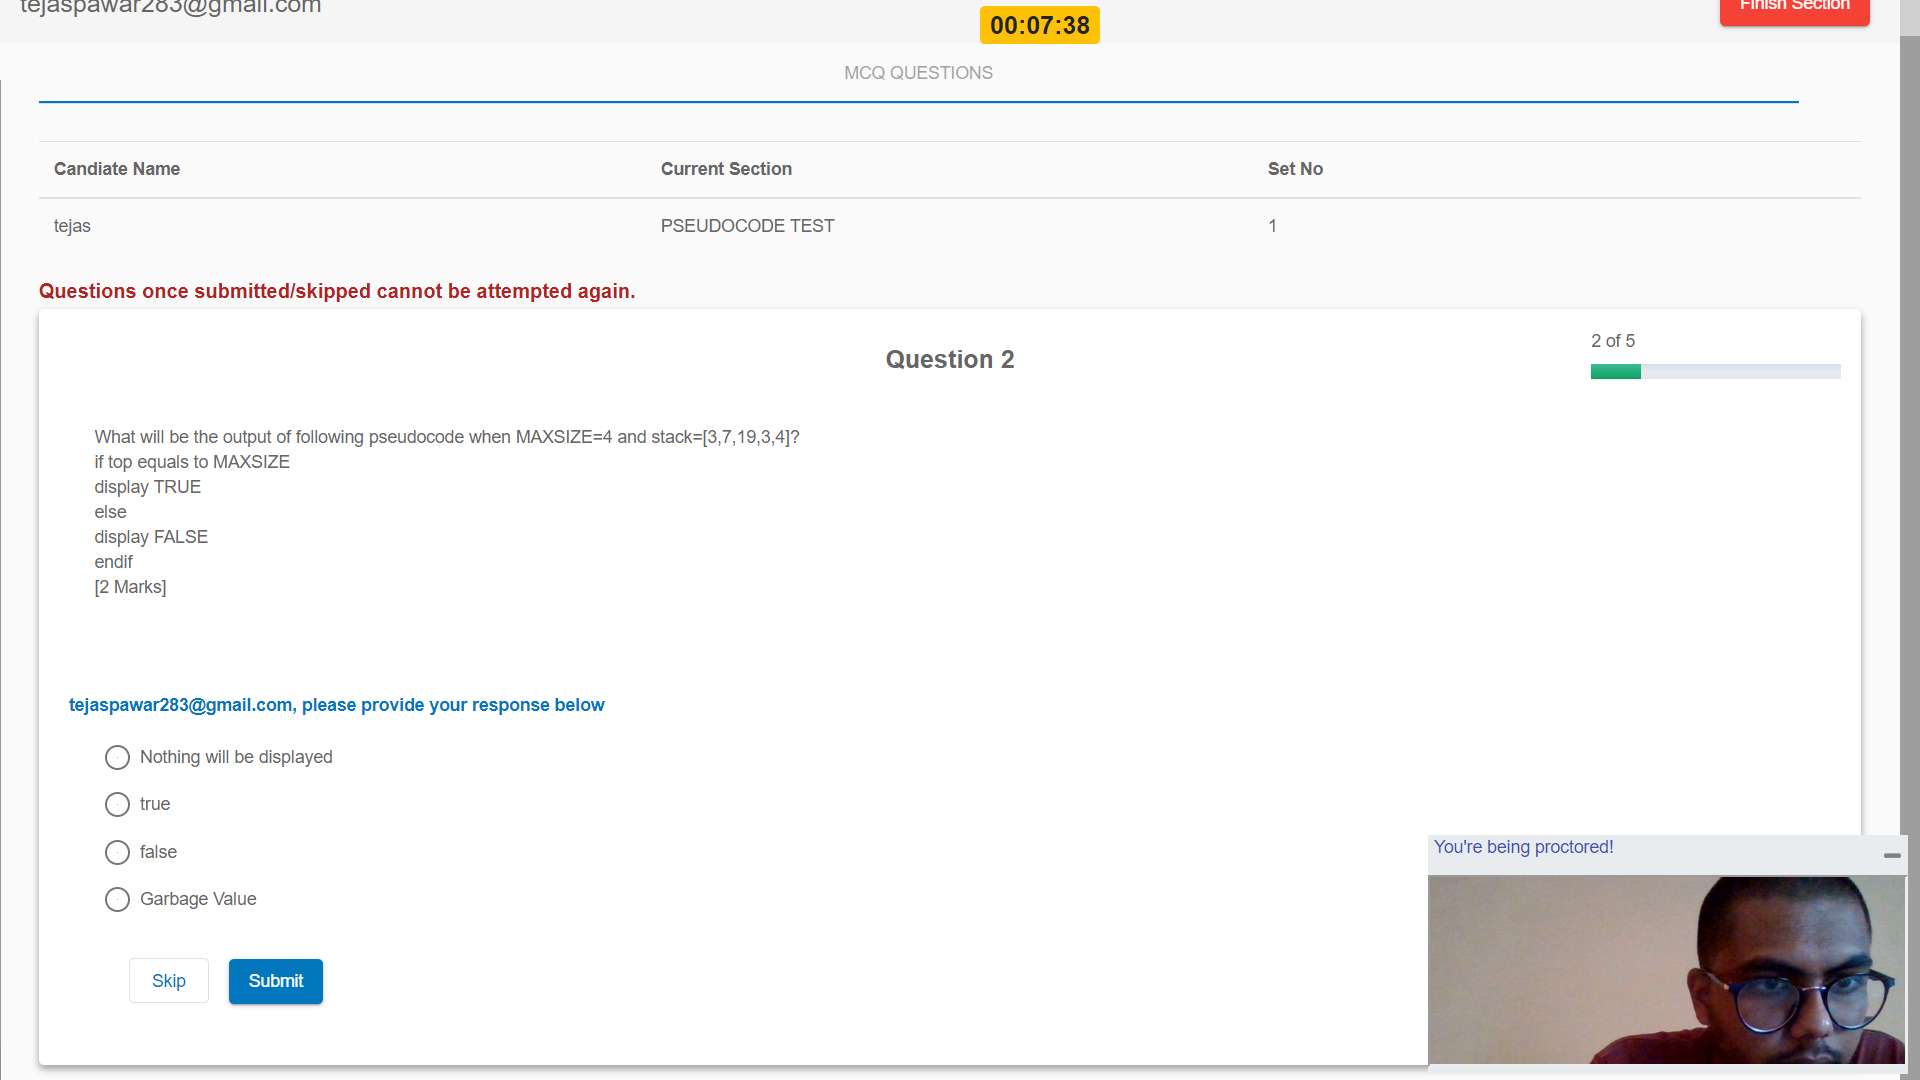 tejaspawar283@gmail.com
00:07:38
Finish Section
MCQ QUESTIONS
Candiate Name Current Section Set No
tejas PSEUDOCODE TEST 1
Questions once submitted/skipped cannot be attempted again.
2 of 5
Question 2
What will be the output of following pseudocode when MAXSIZE=4 and stack=[3,7,19,3,4]?
if top equals to MAXSIZE
display TRUE
else
display FALSE
endif
[2 Marks]
tejaspawar283@gmail.com, please provide your response below
Nothing will be displayed
true
false
Garbage Value
Skip Submit
You're being proctored!